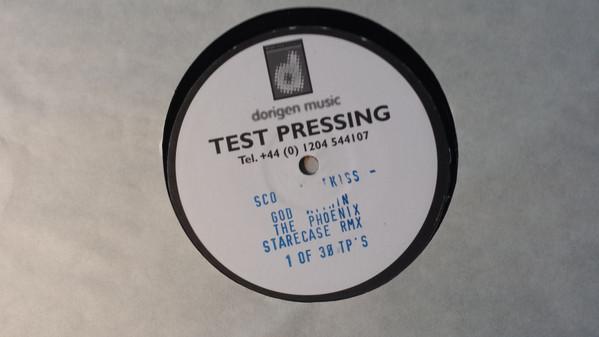 d
dorigen music
TEST PRESSING
Tel. +44 (0) 1204 544107
SCO KISS -
GOD
THE PHOENIX
STARECASE RMX
1 OF 30 TP'S